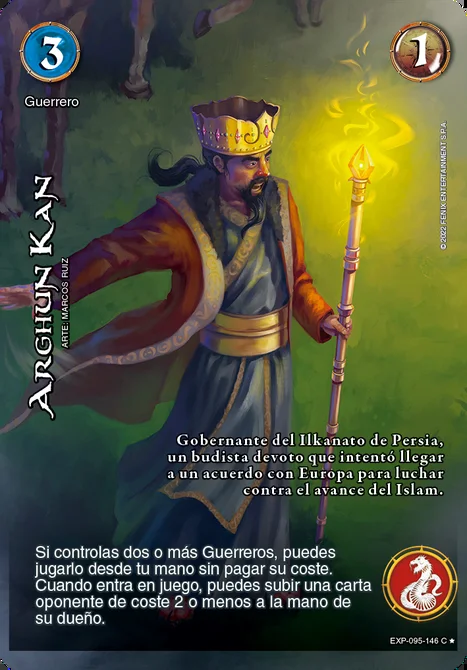 3
1
Guerrero
ARGHUN KAN
ARTE: MARCOS RUIZ
© 2022 FENIX ENTERTAINMENT S.P.A
Gobernante del Ilkanato de Persia,
un budista devoto que intentó llegar
a un acuerdo con Europa para luchar
contra el avance del Islam.
Si controlas dos o más Guerreros, puedes
jugarlo desde tu mano sin pagar su coste.
Cuando entra en juego, puedes subir una carta
oponente de coste 2 o menos a la mano de
su dueño.
EXP-095-146 C ★